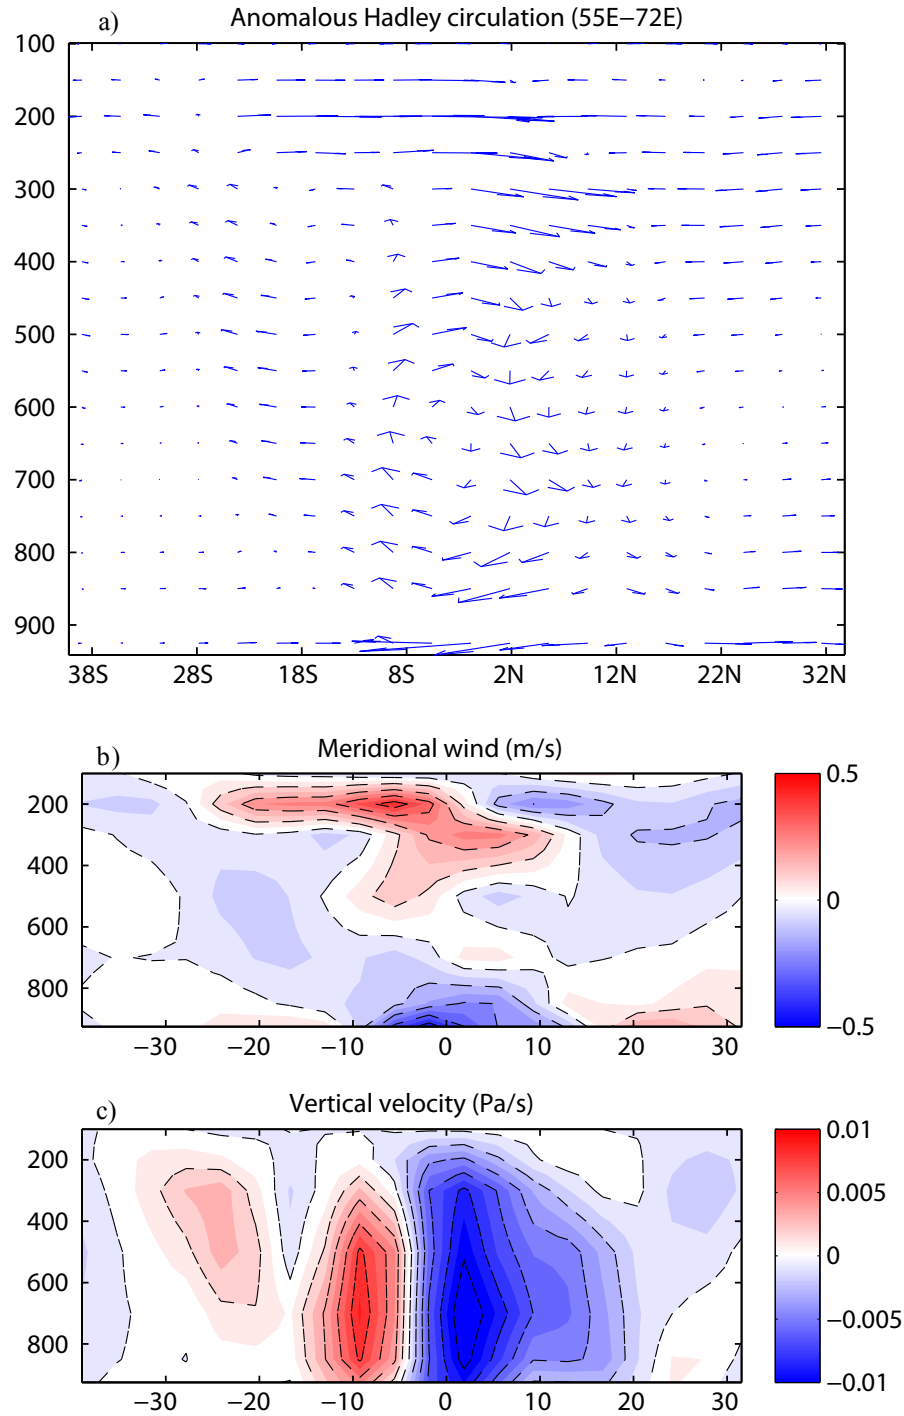 a)
Anomalous Hadley circulation (55E−72E)
100
200
300
400
500
600
700
800
900
38S 28S 18S 8S 2N 12N 22N 32N
b)
Meridional wind (m/s)
200
400
600
800
−30 −20 −10 0 10 20 30
0.5
0
−0.5
c)
Vertical velocity (Pa/s)
200
400
600
800
−30 −20 −10 0 10 20 30
0.01
0.005
0
−0.005
−0.01